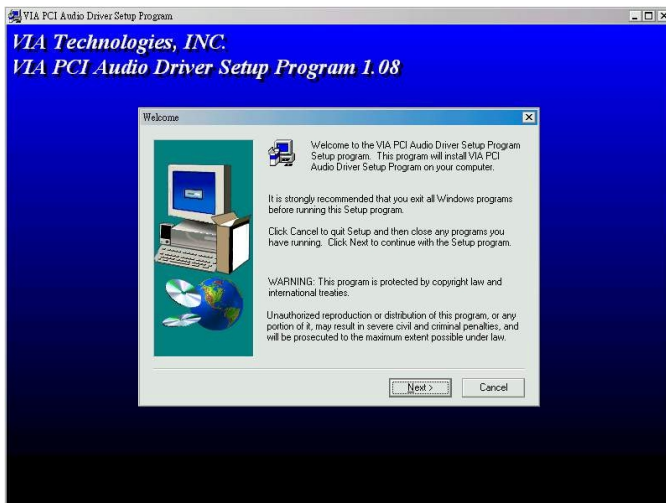 VIA PCI Audio Driver Setup Program
VIA Technologies, INC.
VIA PCI Audio Driver Setup Program 1.08
Welcome
Welcome to the VIA PCI Audio Driver Setup Program
Setup program. This program will install VIA PCI
Audio Driver Setup Program on your computer.
It is strongly recommended that you exit all Windows programs
before running this Setup program.
Click Cancel to quit Setup and then close any programs you
have running. Click Next to continue with the Setup program.
WARNING: This program is protected by copyright law and
international treaties.
Unauthorized reproduction or distribution of this program, or any
portion of it, may result in severe civil and criminal penalties, and
will be prosecuted to the maximum extent possible under law.
Next >
Cancel